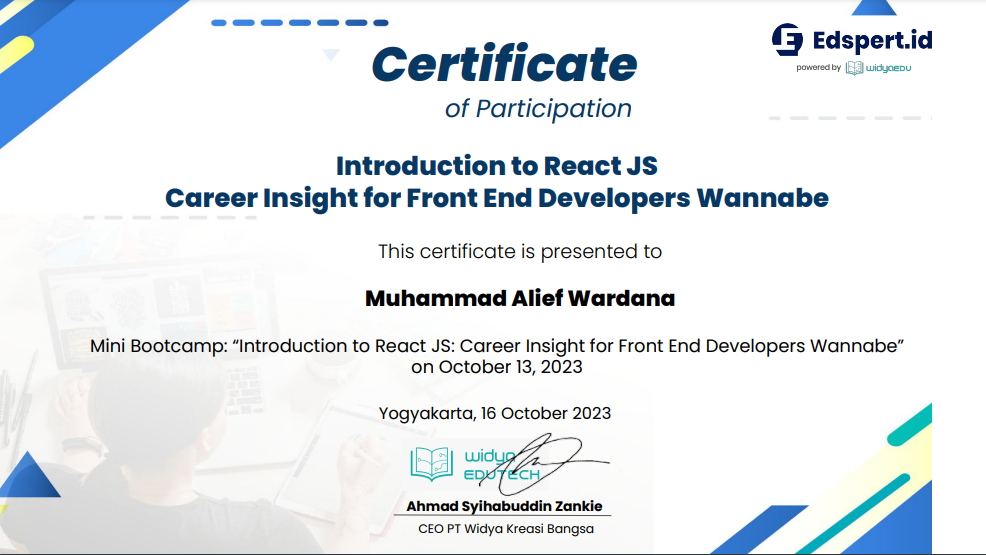 Edspert.id
powered by WIDYAEDU
Certificate
of Participation
Introduction to React JS
Career Insight for Front End Developers Wannabe
This certificate is presented to
Muhammad Alief Wardana
Mini Bootcamp: “Introduction to React JS: Career Insight for Front End Developers Wannabe”
on October 13, 2023
Yogyakarta, 16 October 2023
widya
EDUTECH
Ahmad Syihabuddin Zankie
CEO PT Widya Kreasi Bangsa